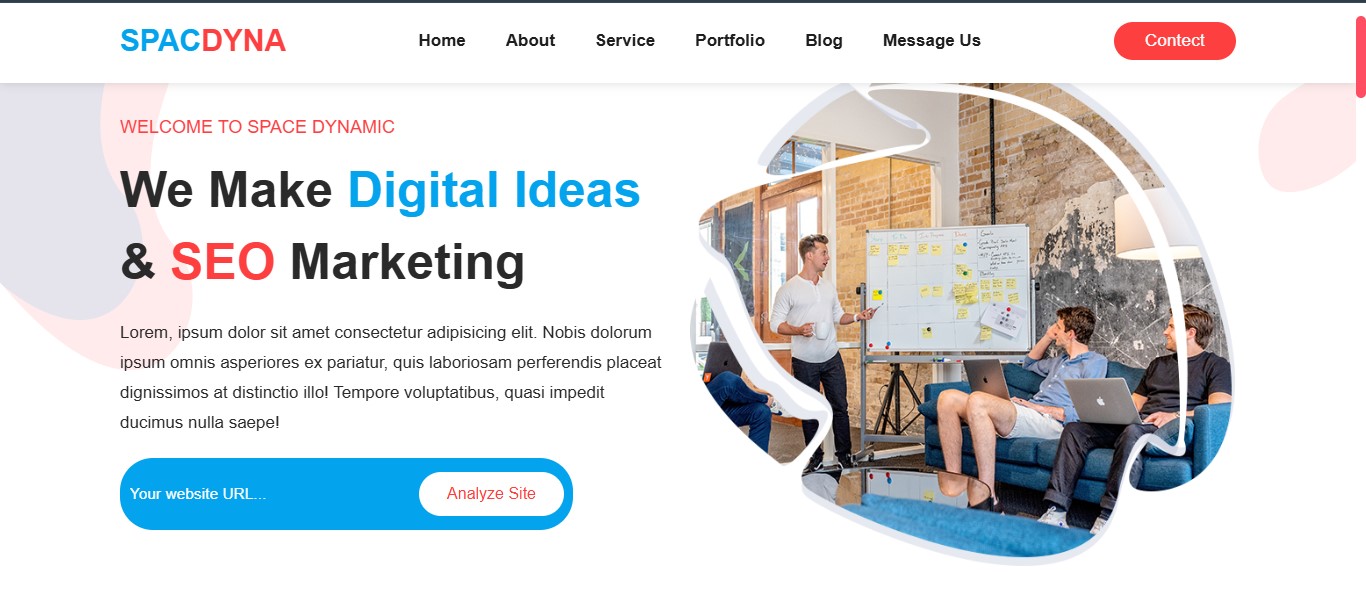 SPACDYNA
Home About Service Portfolio Blog Message Us
Contect
WELCOME TO SPACE DYNAMIC
We Make Digital Ideas
& SEO Marketing
Lorem, ipsum dolor sit amet consectetur adipisicing elit. Nobis dolorum
ipsum omnis asperiores ex pariatur, quis laboriosam perferendis placeat
dignissimos at distinctio illo! Tempore voluptatibus, quasi impedit
ducimus nulla saepe!
Your website URL...
Analyze Site